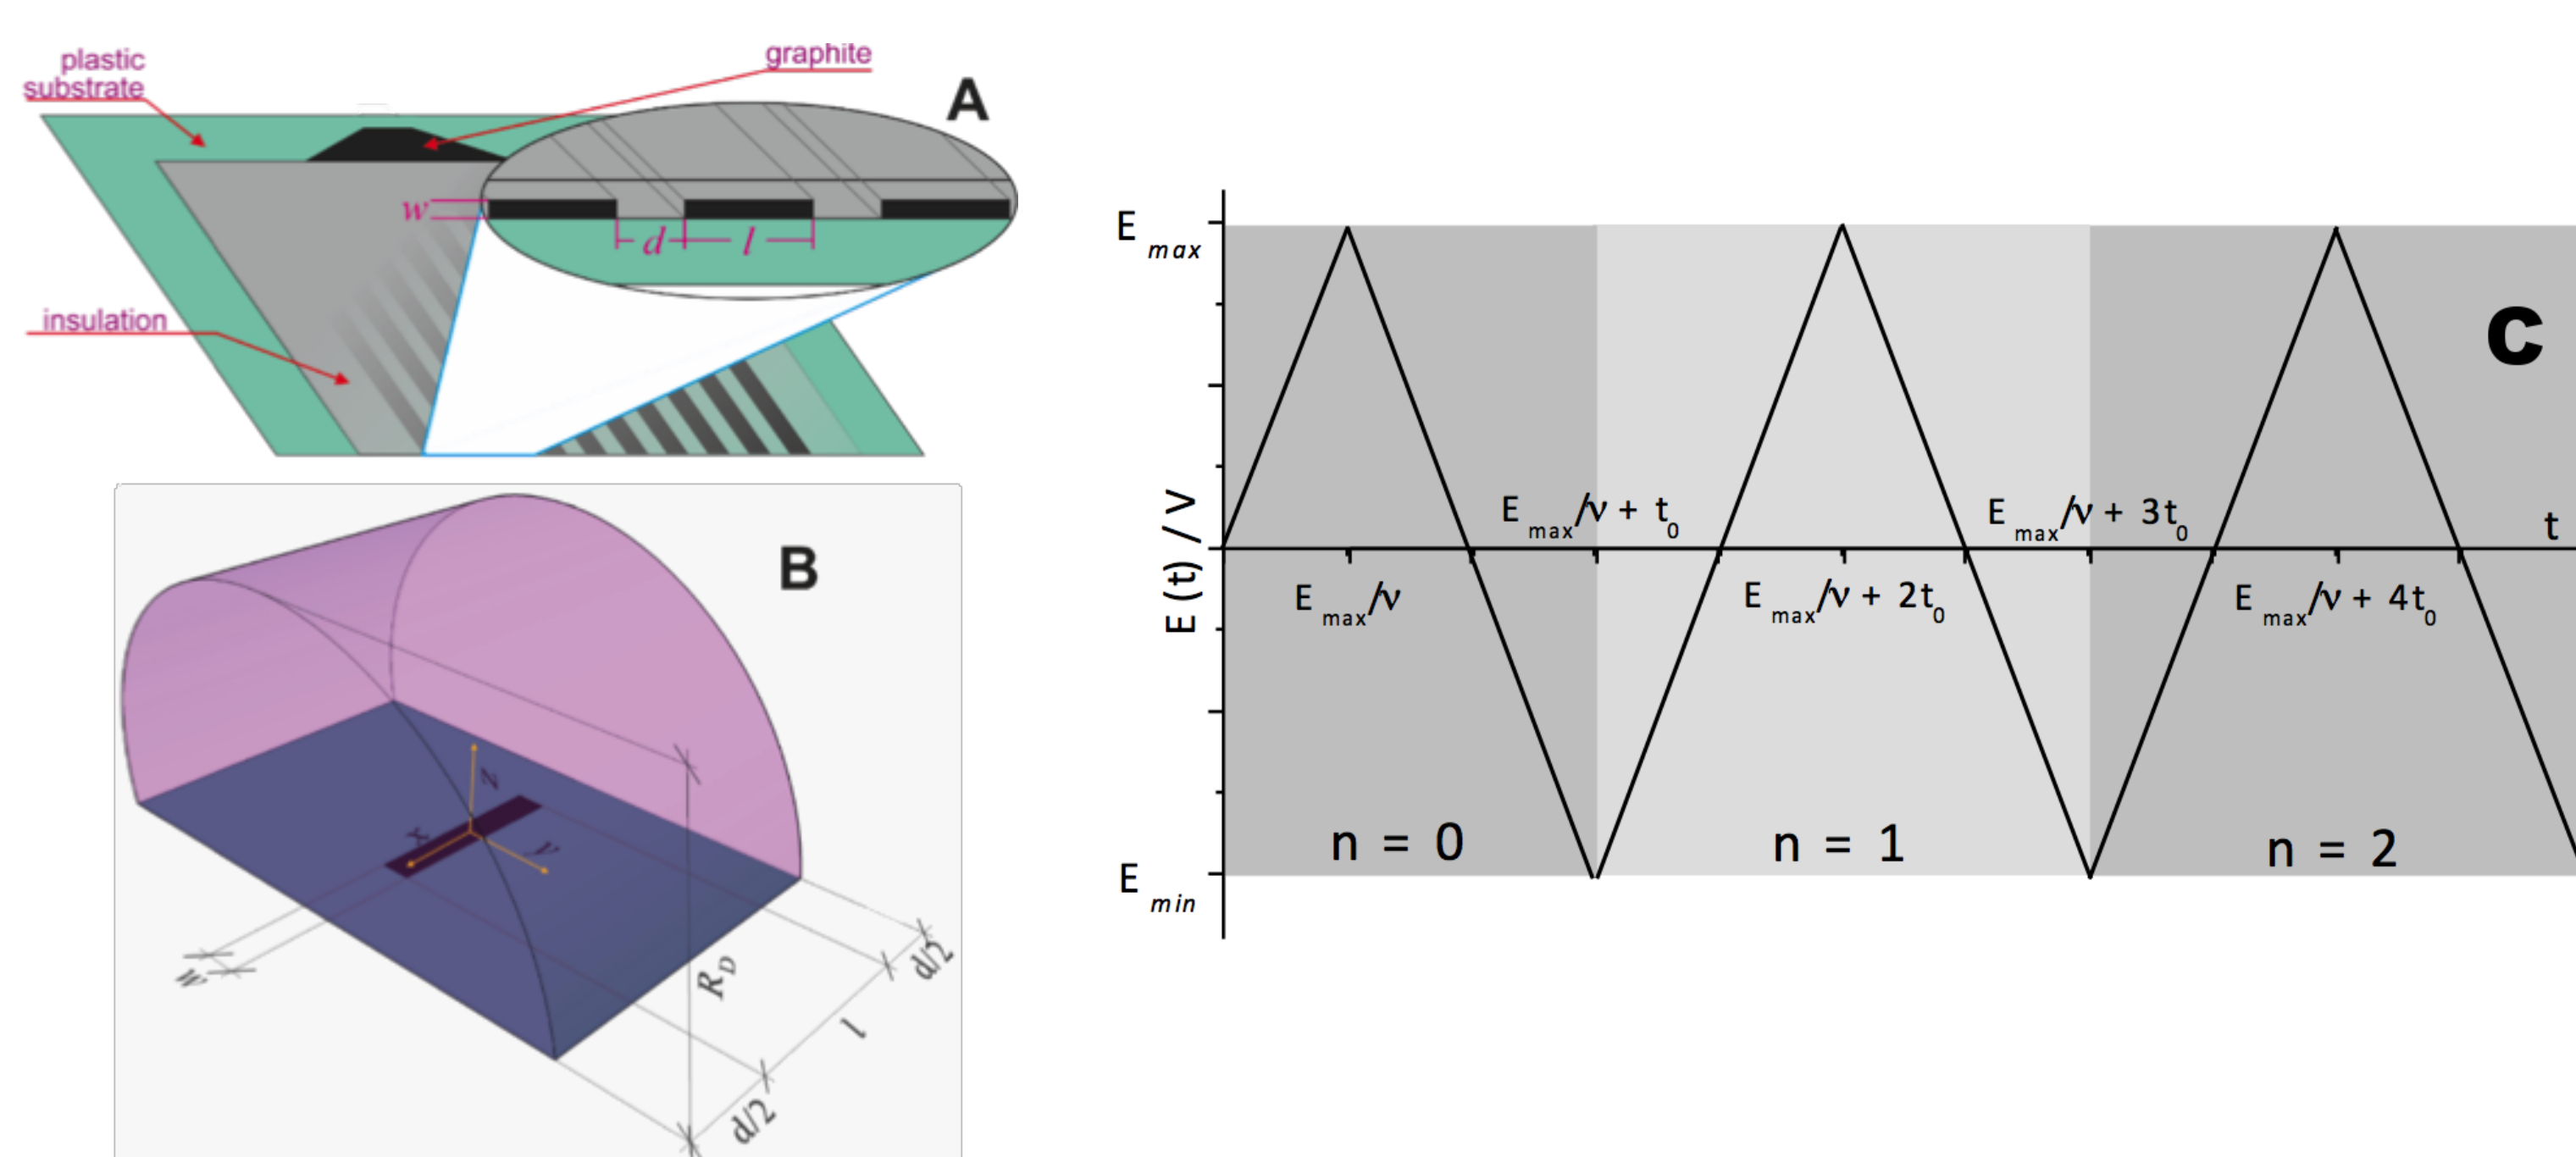 plastic
substrate
graphite
A
w
d
l
insulation
B
z
x
y
w
R_D
d/2
l
d/2
C
E max
E (t) / V
E max/ν + t0
E max/ν + 3t0
t
E max/ν
E max/ν + 2t0
E max/ν + 4t0
n = 0
n = 1
n = 2
E min